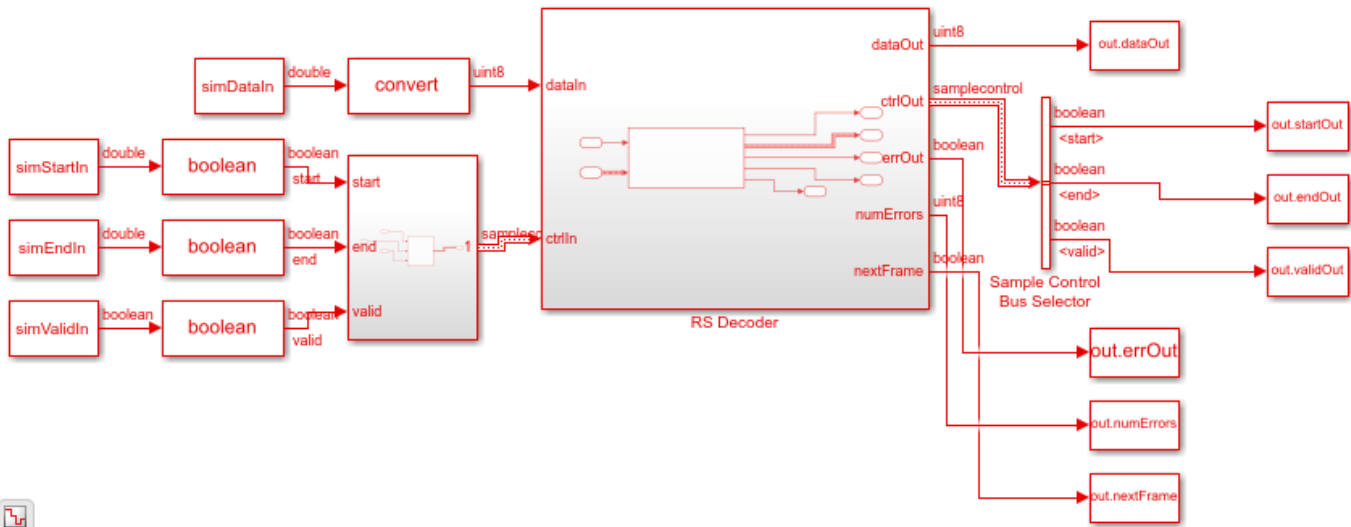 simDataIn
double
convert
uint8
dataIn
simStartIn
double
boolean
boolean
start
start
simEndIn
double
boolean
boolean
end
end
simValidIn
boolean
boolean
boolean
valid
valid
1
ctrlIn
RS Decoder
dataOut
uint8
out.dataOut
ctrlOut
samplecontrol
errOut
boolean
numErrors
uint8
nextFrame
boolean
boolean
<start>
out.startOut
boolean
<end>
out.endOut
boolean
<valid>
out.validOut
Sample Control
Bus Selector
out.errOut
out.numErrors
out.nextFrame